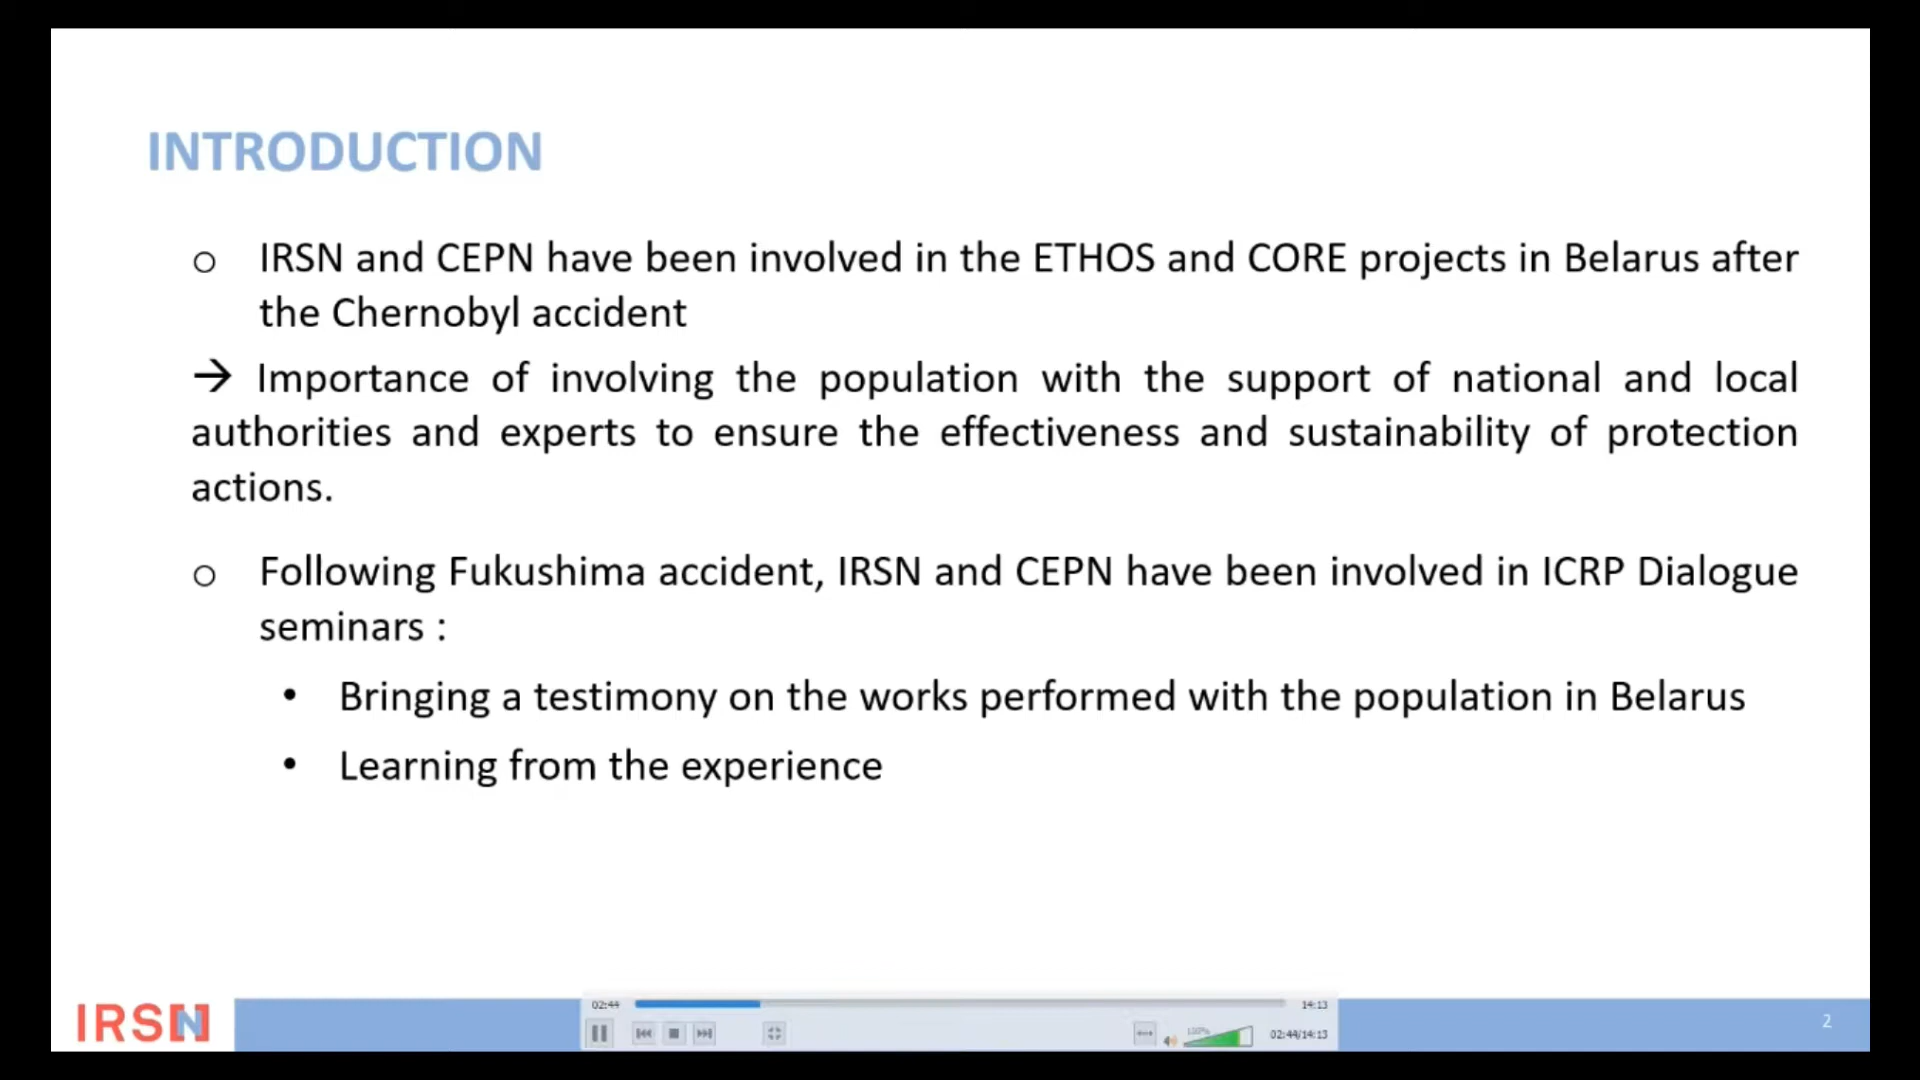 INTRODUCTION
o IRSN and CEPN have been involved in the ETHOS and CORE projects in Belarus after
the Chernobyl accident
→ Importance of involving the population with the support of national and local
authorities and experts to ensure the effectiveness and sustainability of protection
actions.
o Following Fukushima accident, IRSN and CEPN have been involved in ICRP Dialogue
seminars :
• Bringing a testimony on the works performed with the population in Belarus
• Learning from the experience
IRSN
02:44
14:13
100%
02:44/14:13
2